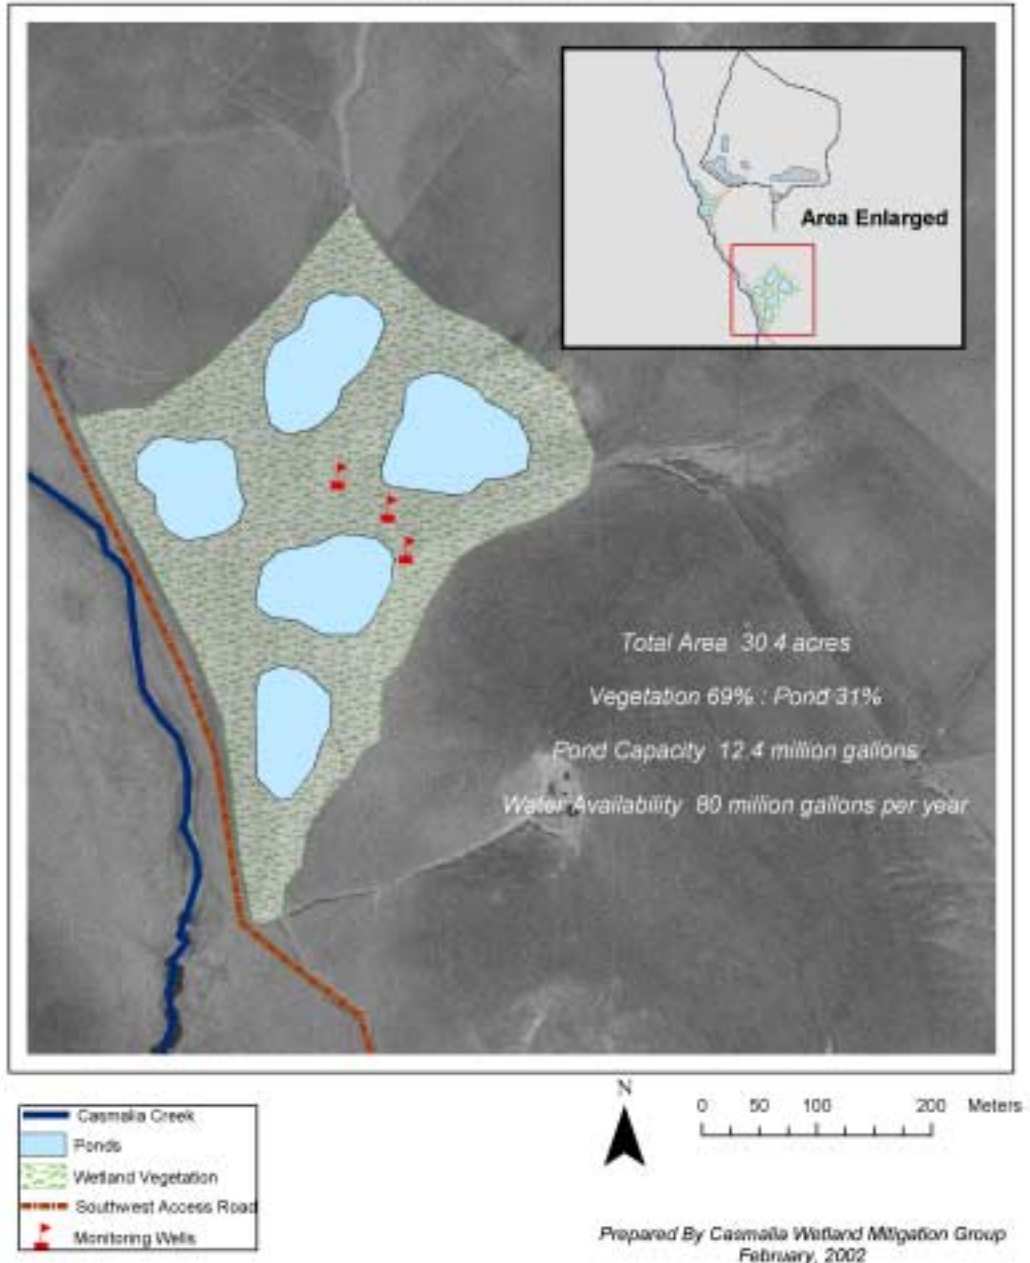 Area Enlarged
Total Area 30.4 acres
Vegetation 69% : Pond 31%
Pond Capacity 12.4 million gallons
Water Availability 80 million gallons per year
N
0 50 100 200 Meters
Casmalia Creek
Ponds
Wetland Vegetation
Southwest Access Road
Monitoring Wells
Prepared By Casmalia Wetland Mitigation Group
February, 2002